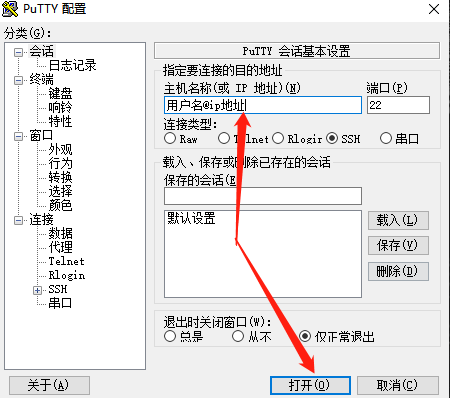 PuTTY 配置
分类(G):
会话
日志记录
终端
键盘
响铃
特性
窗口
外观
行为
转换
选择
颜色
连接
数据
代理
Telnet
Rlogin
SSH
串口
PuTTY 会话基本设置
指定要连接的目的地址
主机名称(或 IP 地址)(N) 端口(P)
用户名@ip地址 22
连接类型:
Raw Telnet Rlogir SSH 串口
载入、保存或删除已存在的会话
保存的会话(E
默认设置
载入(L)
保存(V)
删除(D)
退出时关闭窗口(W):
总是 从不 仅正常退出
关于(A) 打开(O) 取消(C)